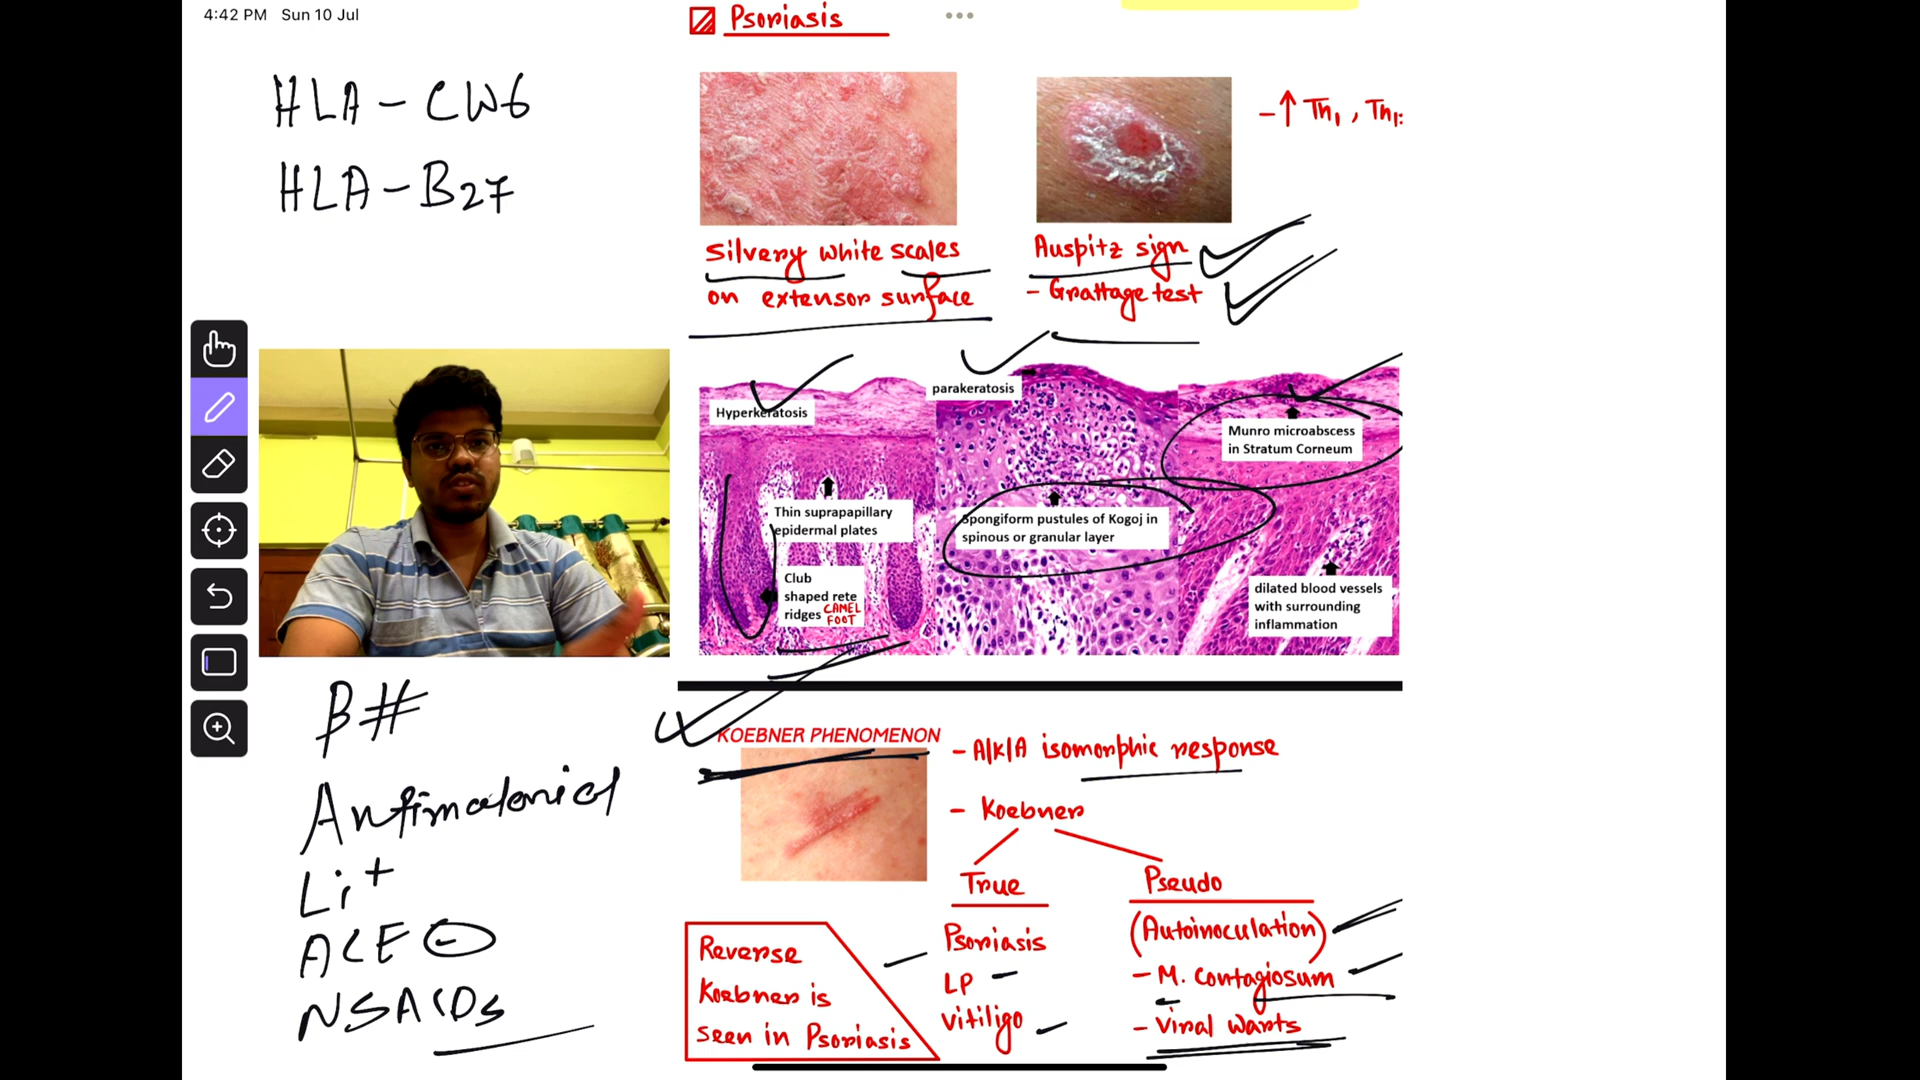 4:42 PM Sun 10 Jul
Psoriasis
HLA - CW6
HLA - B27
- ↑ Th1, Th1
Silvery white scales
on extensor surface
Auspitz sign
- Grattage test
Hyperkeratosis
parakeratosis
Munro microabscess
in Stratum Corneum
Thin suprapapillary
epidermal plates
Spongiform pustules of Kogoj in
spinous or granular layer
Club
shaped rete
ridges CAMEL
FOOT
dilated blood vessels
with surrounding
inflammation
β#
Antimalarial
Li+
ACE ⊖
NSAIDs
KOEBNER PHENOMENON
- A/K/A isomorphic response
- Koebner
True
Psoriasis
LP
Vitiligo
Pseudo
(Autoinoculation)
- M. Contagiosum
- Viral Warts
Reverse
Koebner is
seen in Psoriasis